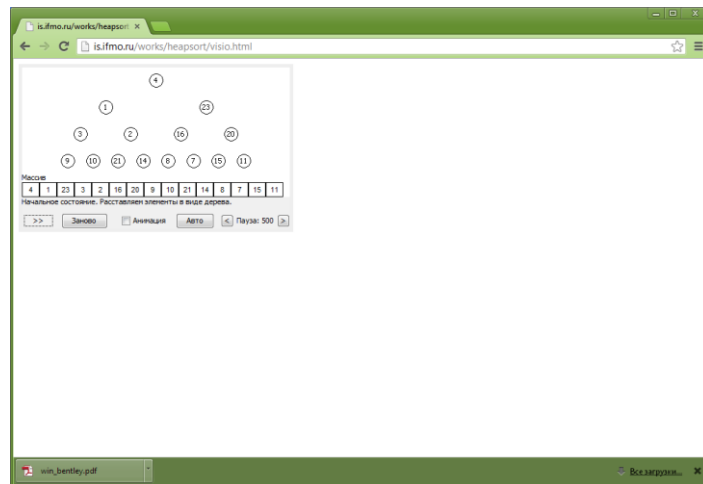 is.ifmo.ru/works/heapsort
is.ifmo.ru/works/heapsort/visio.html
4
1 23
3 2 16 20
9 10 21 14 8 7 15 11
Массив
4 1 23 3 2 16 20 9 10 21 14 8 7 15 11
Начальное состояние. Расставляем элементы в виде дерева.
>> Заново Анимация Авто < Пауза: 500 >
win_bentley.pdf Все загрузки...